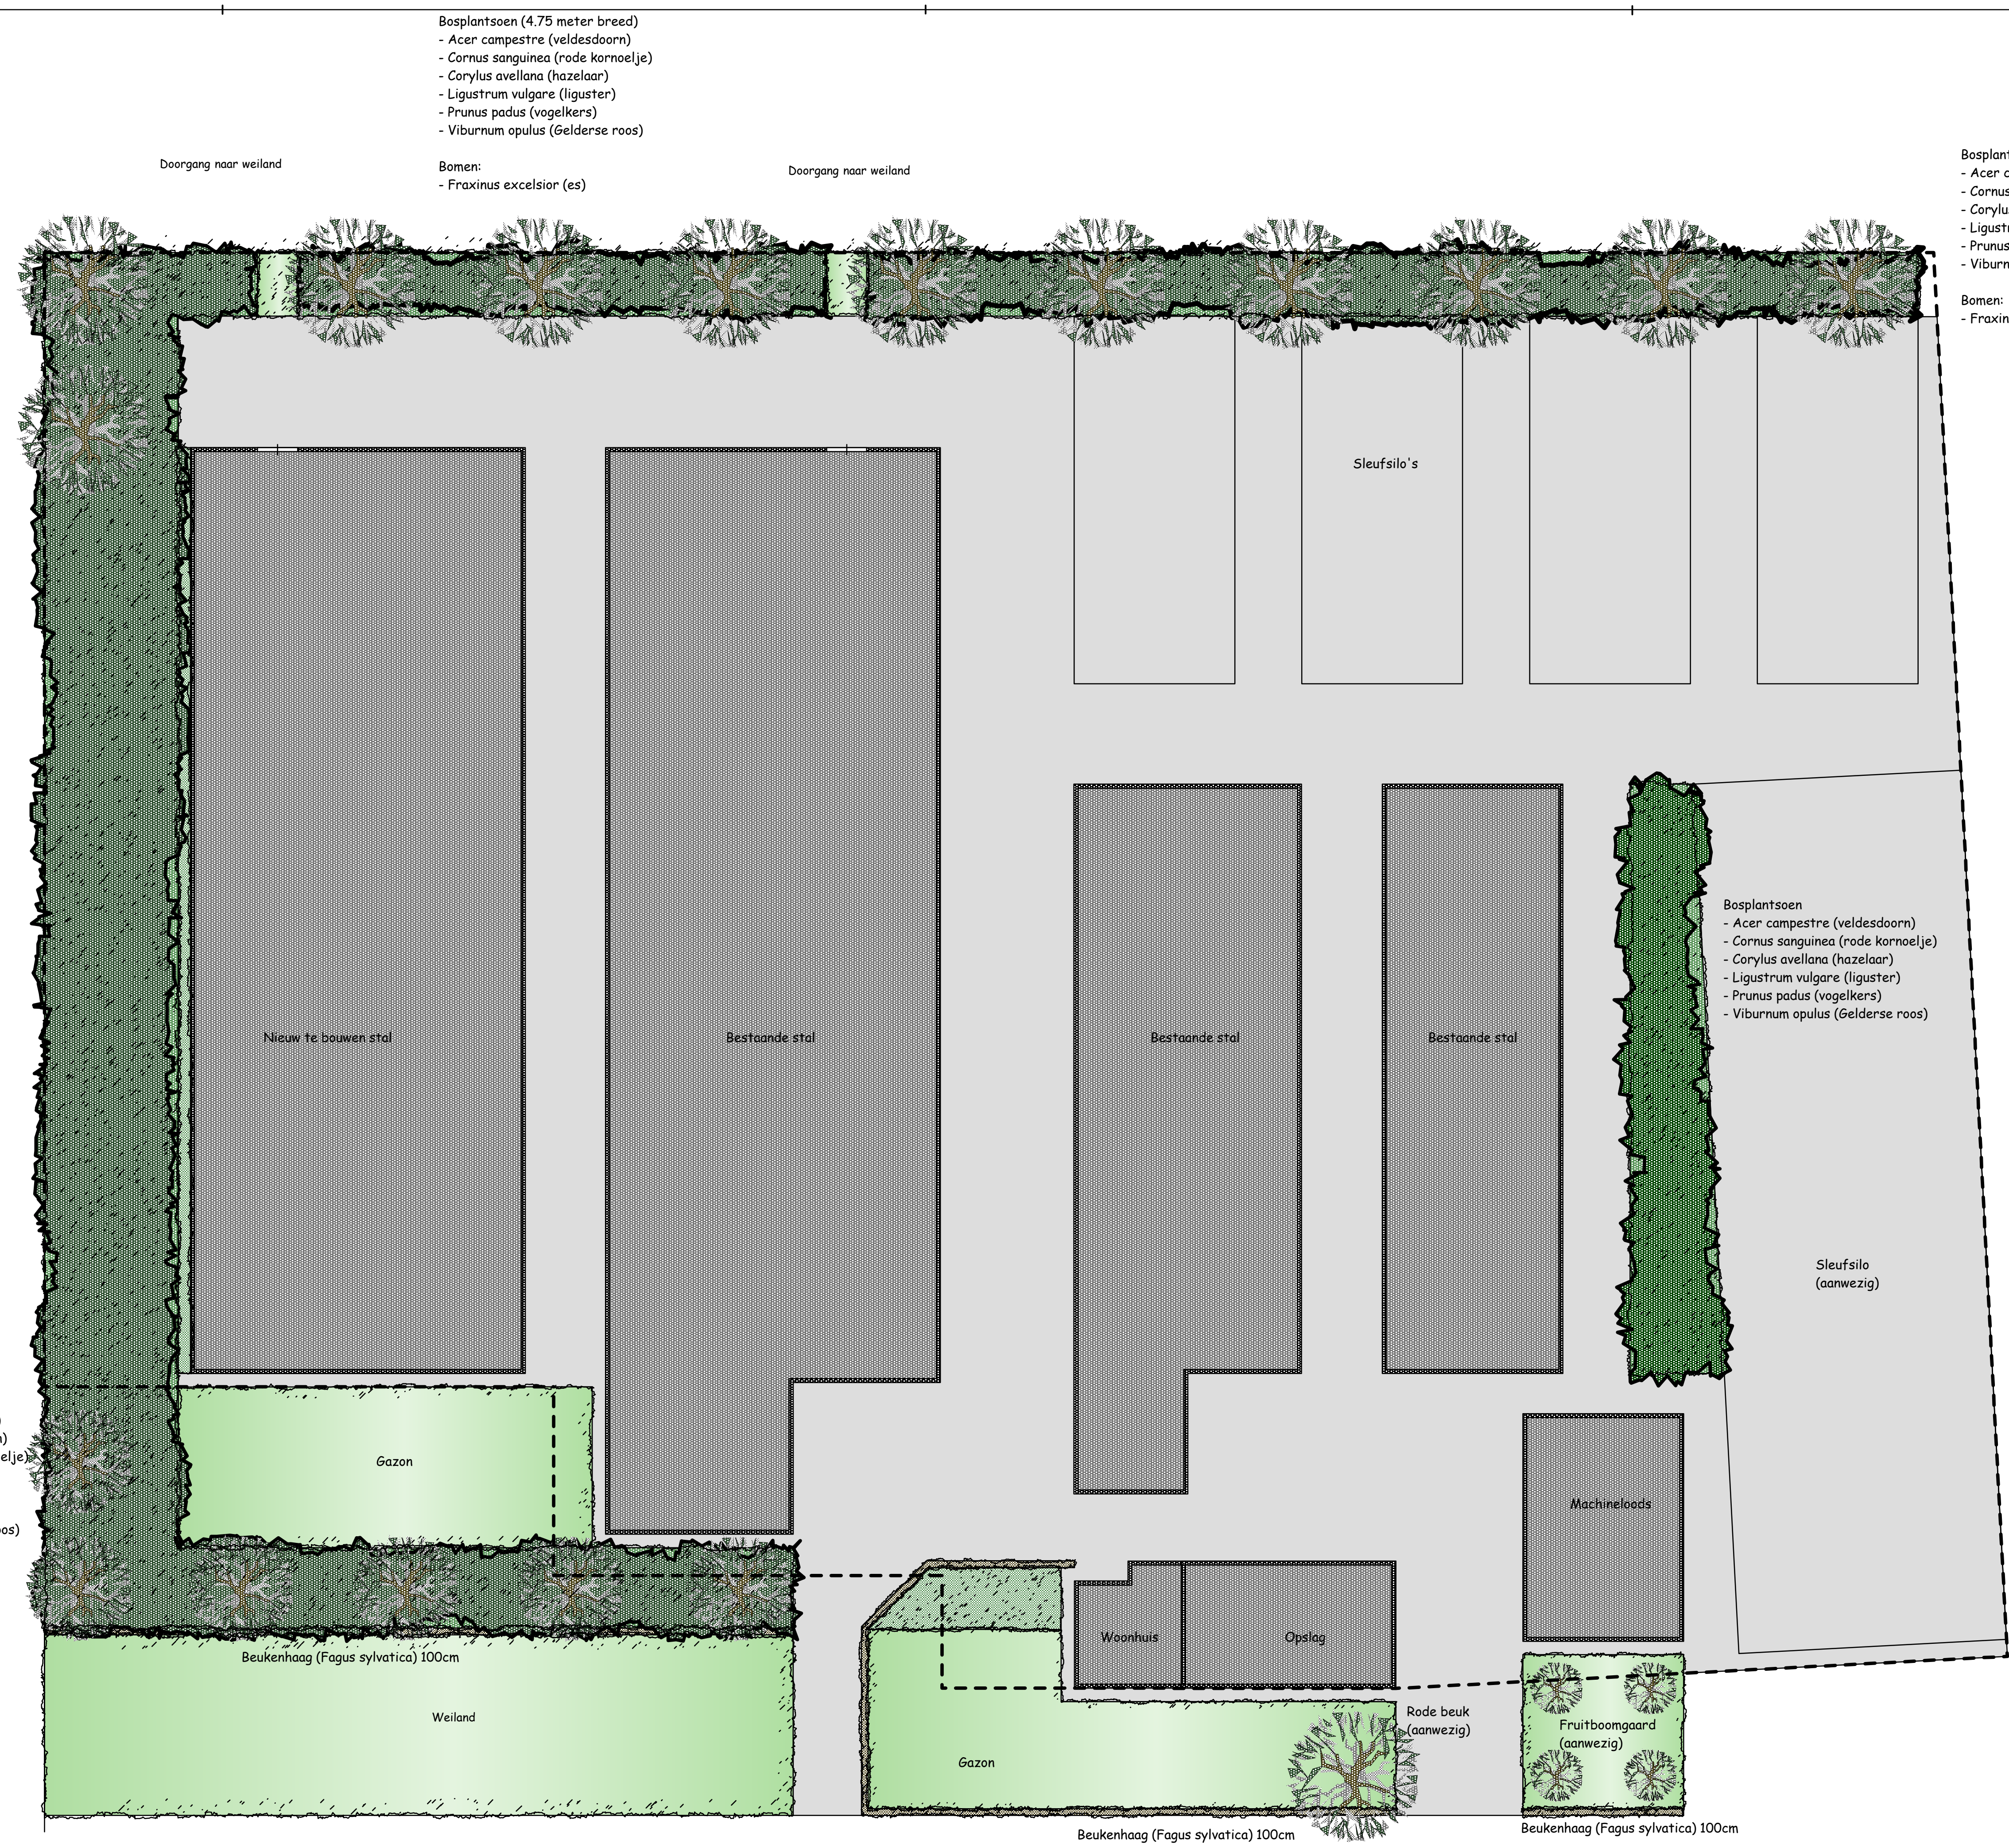 Bosplantsoen (4.75 meter breed)
- Acer campestre (veldesdoorn)
- Cornus sanguinea (rode kornoelje)
- Corylus avellana (hazelaar)
- Ligustrum vulgare (liguster)
- Prunus padus (vogelkers)
- Viburnum opulus (Gelderse roos)
Bomen:
- Fraxinus excelsior (es)
Doorgang naar weiland
Doorgang naar weiland
Bosplant
- Acer c
- Cornus
- Corylu
- Ligustr
- Prunus
- Viburn
Bomen:
- Fraxin
Sleufsilo's
Bosplantsoen
- Acer campestre (veldesdoorn)
- Cornus sanguinea (rode kornoelje)
- Corylus avellana (hazelaar)
- Ligustrum vulgare (liguster)
- Prunus padus (vogelkers)
- Viburnum opulus (Gelderse roos)
Nieuw te bouwen stal
Bestaande stal
Bestaande stal
Bestaande stal
Sleufsilo
(aanwezig)
elje)
oos)
Gazon
Machineloods
Woonhuis
Opslag
Beukenhaag (Fagus sylvatica) 100cm
Weiland
Gazon
Rode beuk
(aanwezig)
Fruitboomgaard
(aanwezig)
Beukenhaag (Fagus sylvatica) 100cm
Beukenhaag (Fagus sylvatica) 100cm